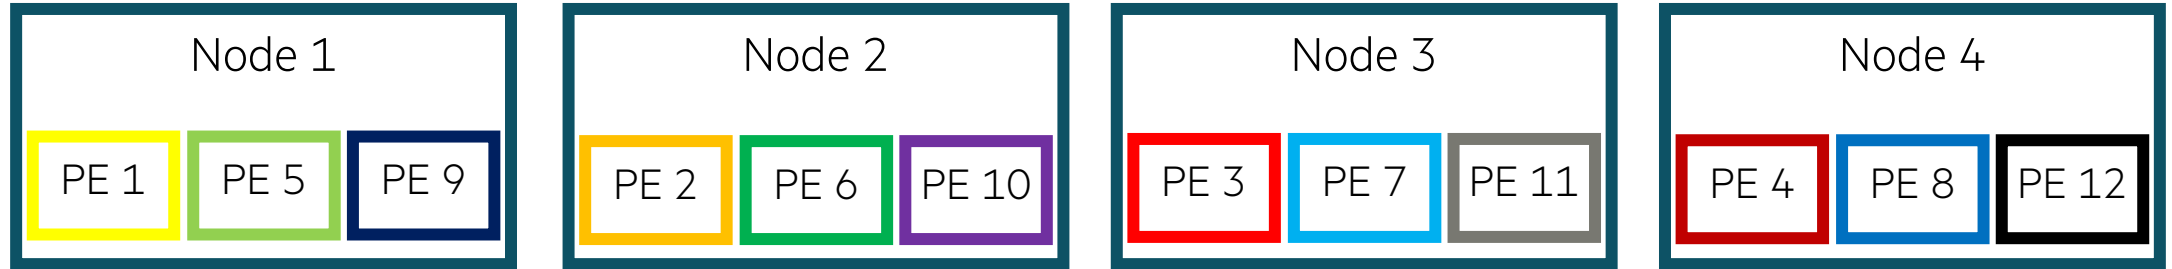 Node 1
PE 1 PE 5 PE 9
Node 2
PE 2 PE 6 PE 10
Node 3
PE 3 PE 7 PE 11
Node 4
PE 4 PE 8 PE 12